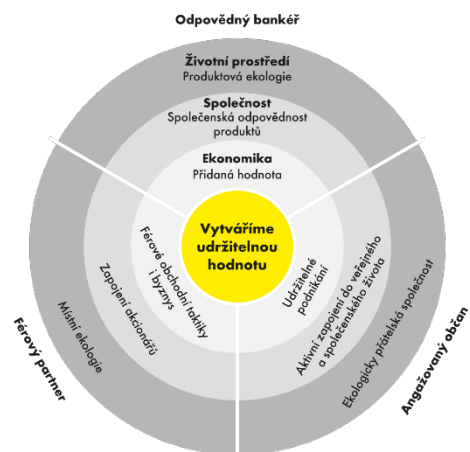 Odpovědný bankéř
Životní prostředí
Produktová ekologie
Společnost
Společenská odpovědnost
produktů
Ekonomika
Přidaná hodnota
Vytváříme
udržitelnou
hodnotu
Férové obchodní taktiky
i byznys
Zapojení akcionářů
Místní ekologie
Férový partner
Udržitelné
podnikání
Aktivní zapojení do veřejného
a společenského života
Ekologicky přátelská společnost
Angažovaný občan